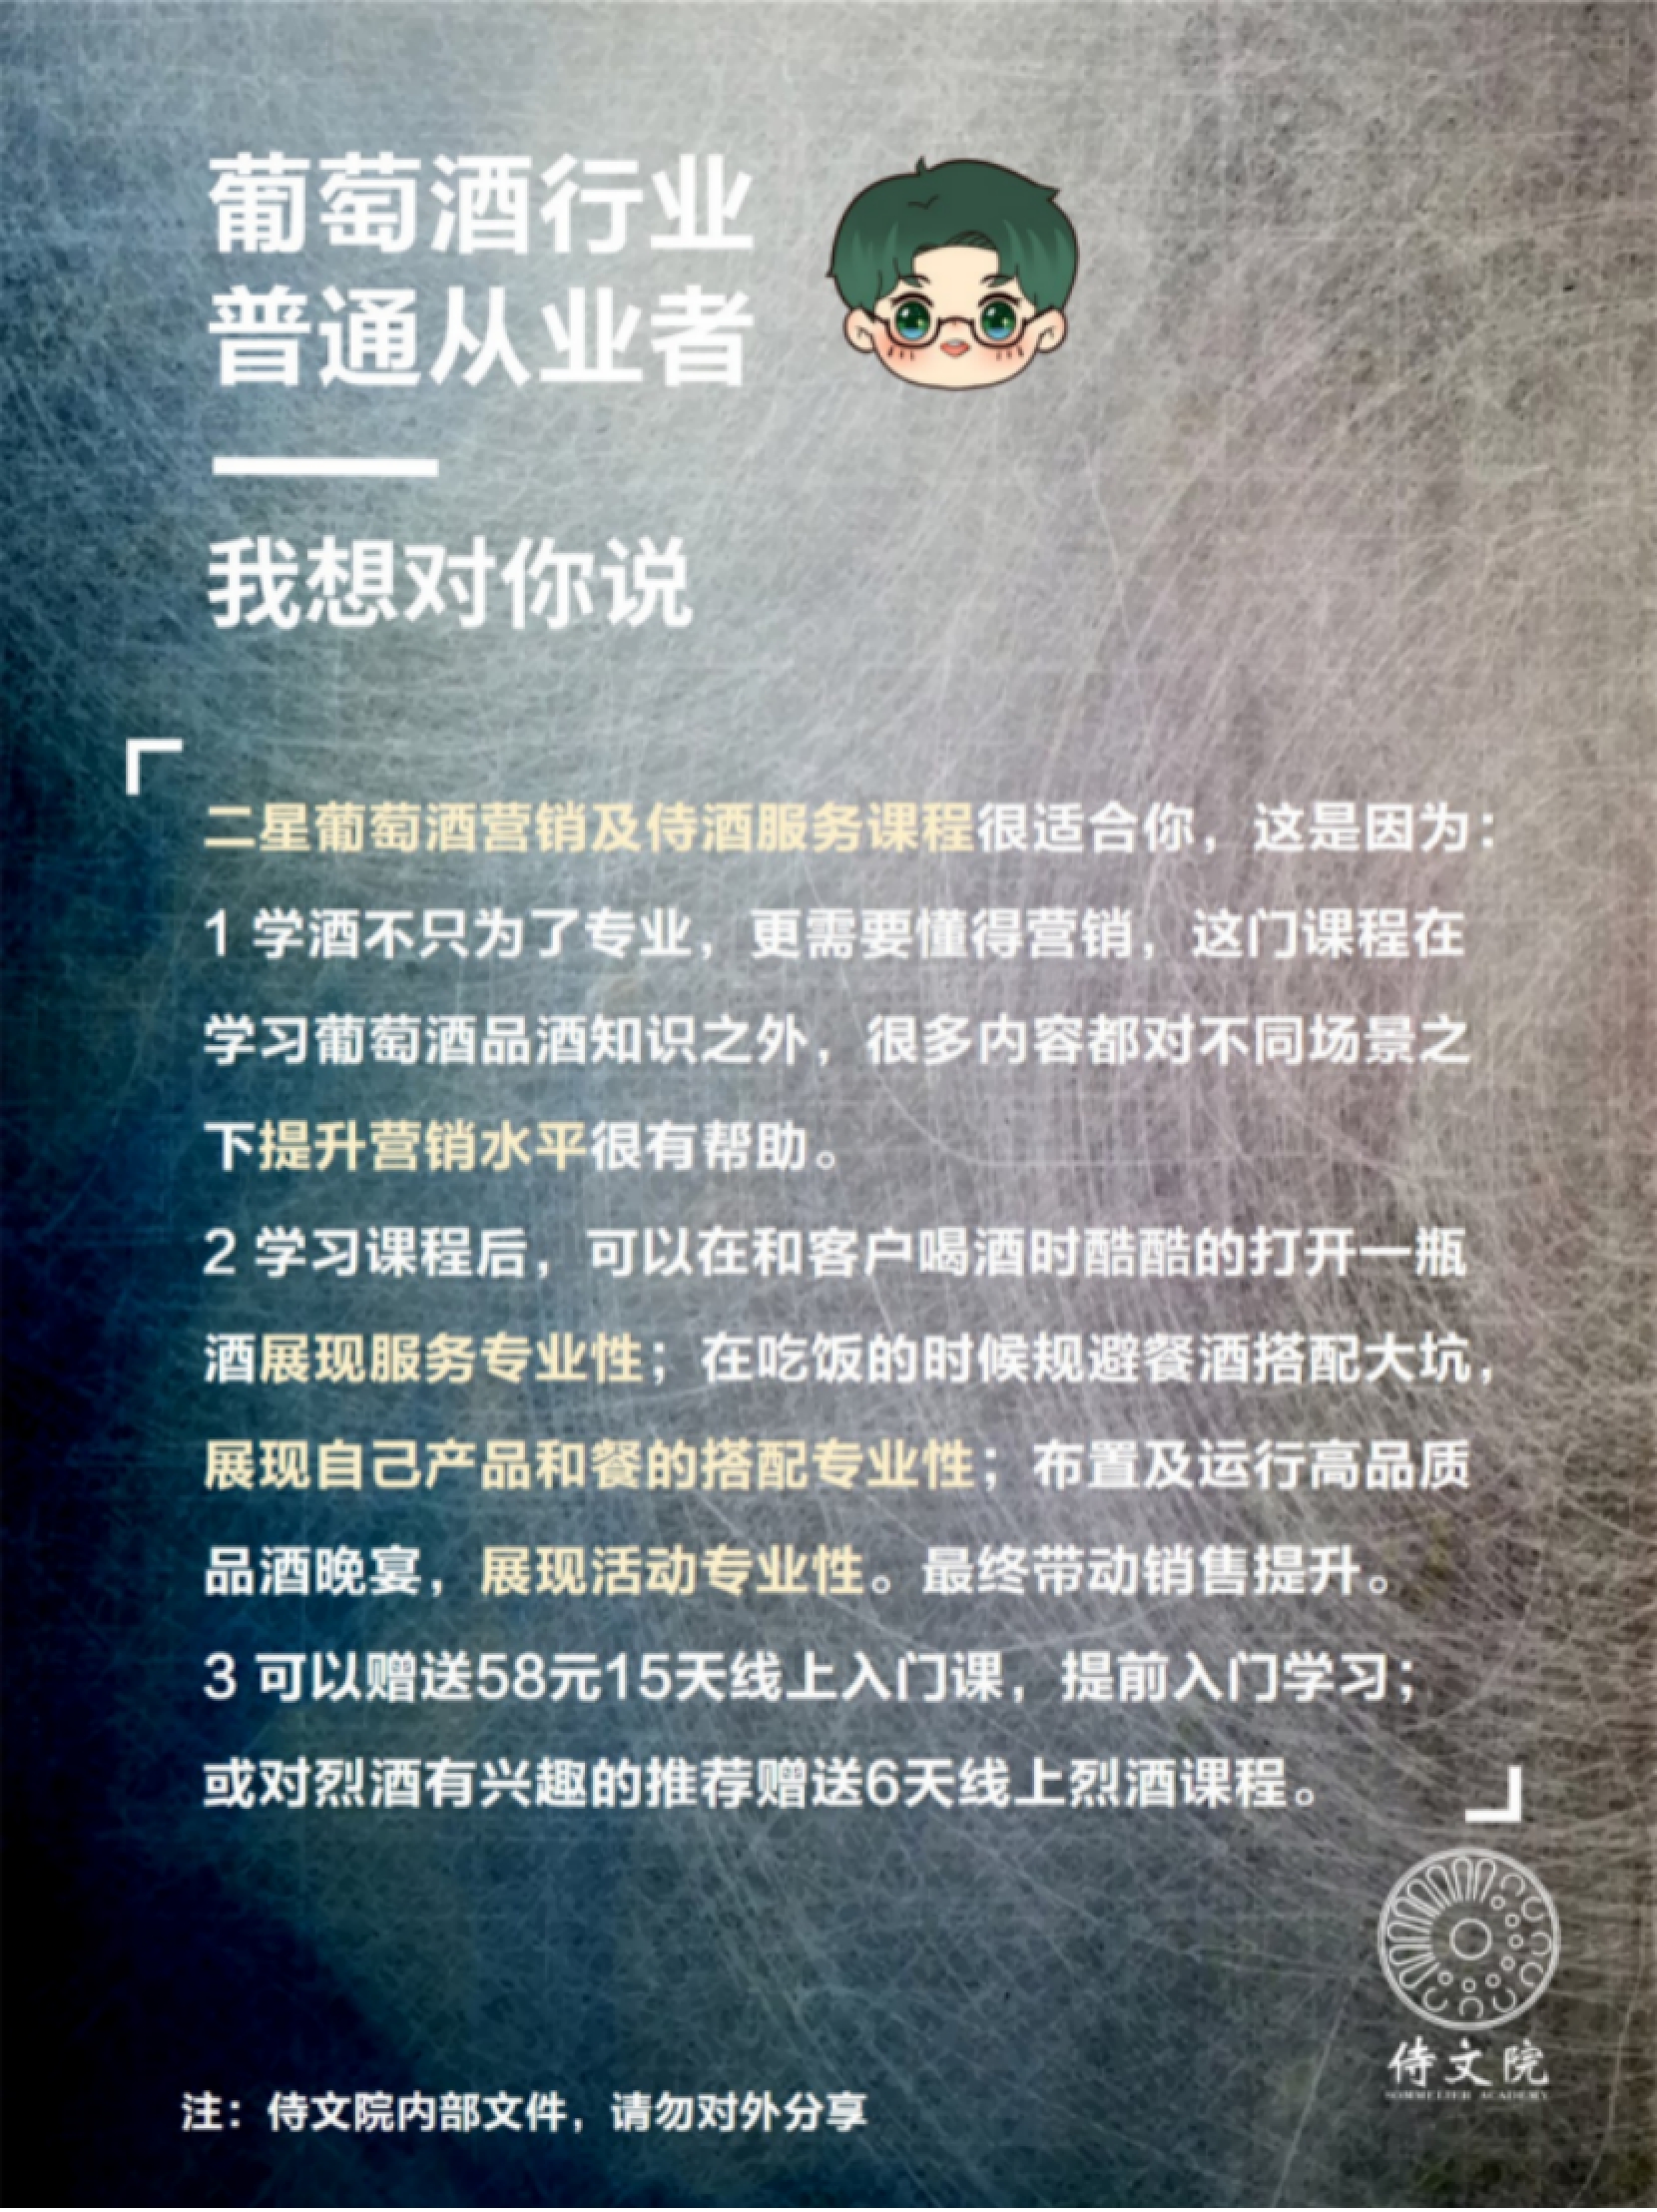 葡萄酒行业
普通从业者
我想对你说
二星葡萄酒营销及侍酒服务课程很适合你，这是因为：
1 学酒不只为了专业，更需要懂得营销，这门课程在
学习葡萄酒品酒知识之外，很多内容都对不同场景之
下提升营销水平很有帮助。
2 学习课程后，可以在和客户喝酒时酷酷的打开一瓶
酒展现服务专业性；在吃饭的时候规避餐酒搭配大坑，
展现自己产品和餐的搭配专业性；布置及运行高品质
品酒晚宴，展现活动专业性。最终带动销售提升。
3 可以赠送58元15天线上入门课，提前入门学习；
或对烈酒有兴趣的推荐赠送6天线上烈酒课程。
侍文院
SOMMELIER ACADEMY
注：侍文院内部文件，请勿对外分享